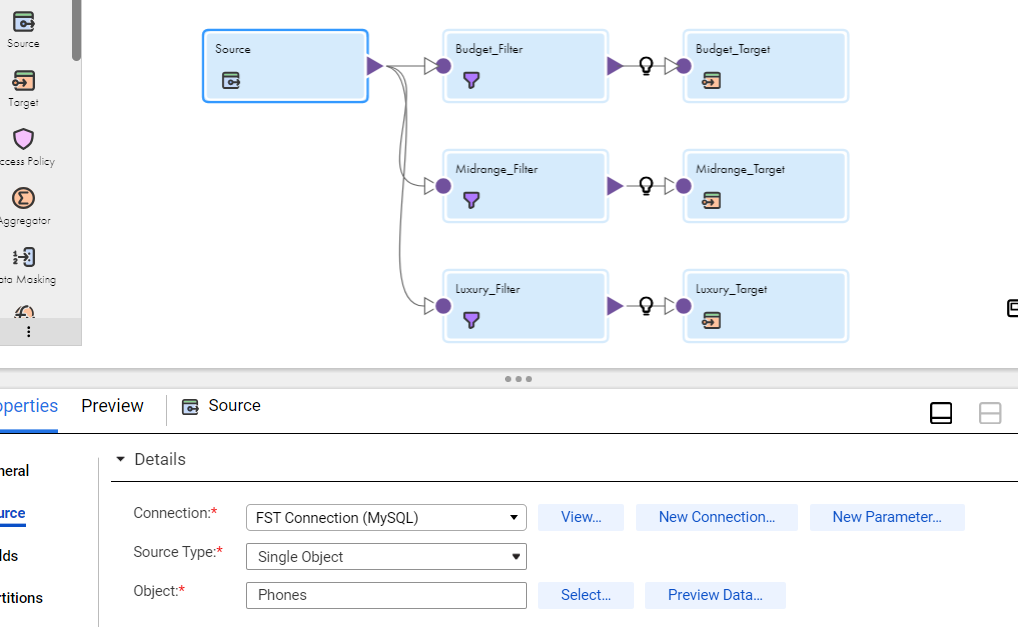 Source
Target
ccess Policy
Aggregator
ata Masking
Source
Budget_Filter
Budget_Target
Midrange_Filter
Midrange_Target
Luxury_Filter
Luxury_Target
operties
Preview
Source
neral
urce
lds
rtitions
Details
Connection:*
FST Connection (MySQL)
View...
New Connection...
New Parameter...
Source Type:*
Single Object
Object:*
Phones
Select...
Preview Data...